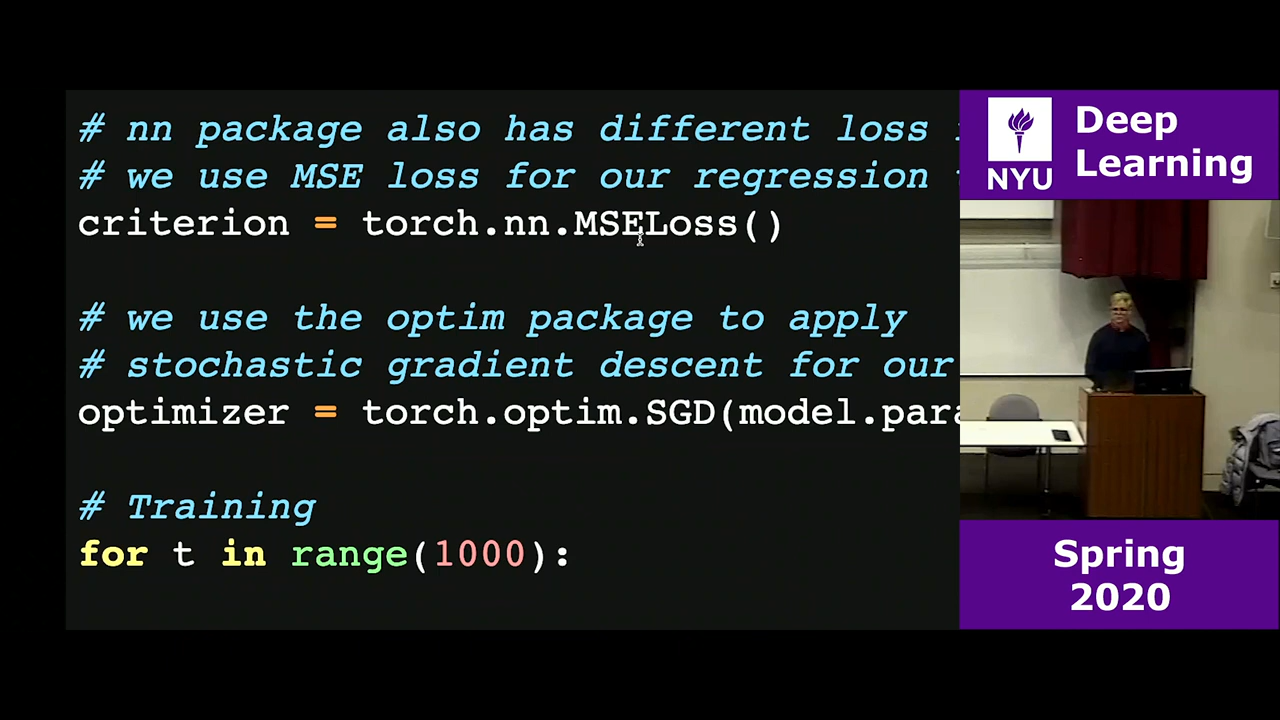 # nn package also has different loss
# we use MSE loss for our regression
criterion = torch.nn.MSELoss()
# we use the optim package to apply
# stochastic gradient descent for our
optimizer = torch.optim.SGD(model.para
# Training
for t in range(1000):
NYU
Deep
Learning
Spring
2020